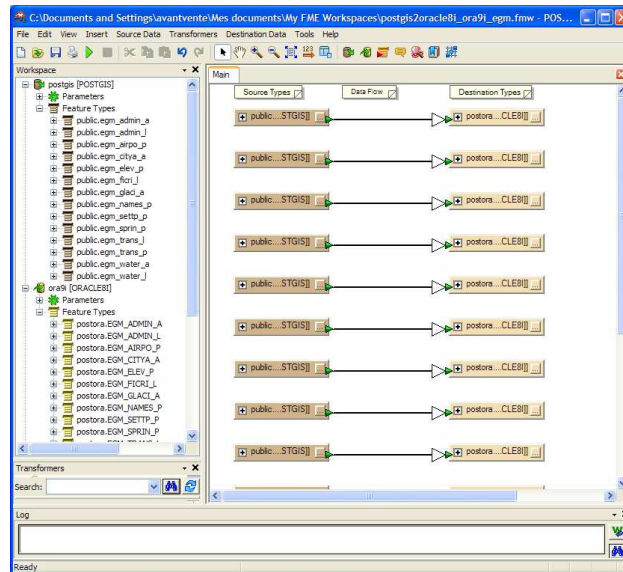 C:\Documents and Settings\avantvente\Mes documents\My FME Workspaces\postgis2oracle8i_ora9i_egm.fmw - POS...
File Edit View Insert Source Data Transformers Destination Data Tools Help
Workspace
postgis [POSTGIS]
Parameters
Feature Types
public.egm_admin_a
public.egm_admin_l
public.egm_airpo_p
public.egm_citya_a
public.egm_elev_p
public.egm_ficri_l
public.egm_glaci_a
public.egm_names_p
public.egm_settp_p
public.egm_sprin_p
public.egm_trans_l
public.egm_trans_p
public.egm_water_a
public.egm_water_l
ora9i [ORACLE8I]
Parameters
Feature Types
postora.EGM_ADMIN_A
postora.EGM_ADMIN_L
postora.EGM_AIRPO_P
postora.EGM_CITYA_A
postora.EGM_ELEV_P
postora.EGM_FICRI_L
postora.EGM_GLACI_A
postora.EGM_NAMES_P
postora.EGM_SETTP_P
postora.EGM_SPRIN_P
Transformers
Search:
Main
Source Types Data Flow Destination Types
public....STGIS]] ... postora....CLE8I]] ...
public....STGIS]] ... postora....CLE8I]] ...
public....STGIS]] ... postora....CLE8I]] ...
public....STGIS]] ... postora....CLE8I]] ...
public....STGIS]] ... postora....CLE8I]] ...
public....STGIS]] ... postora....CLE8I]] ...
public....STGIS]] ... postora....CLE8I]] ...
public....STGIS]] ... postora....CLE8I]] ...
public....STGIS]] ... postora....CLE8I]] ...
Log
Ready